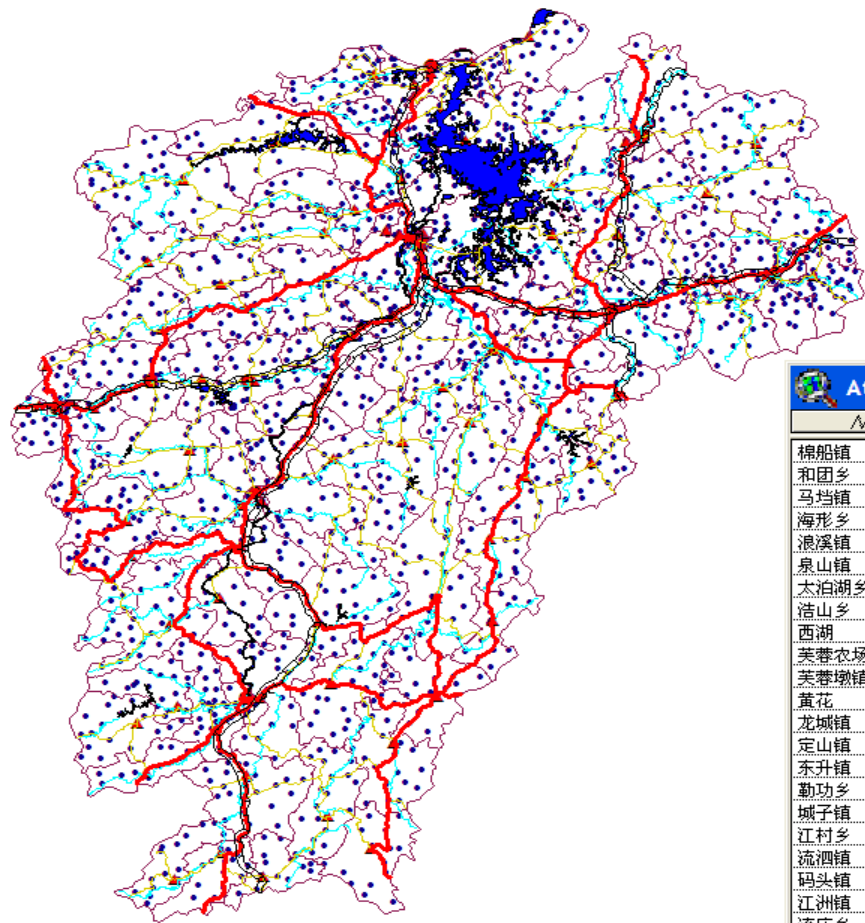 棉船镇
和团乡
马垱镇
海形乡
浪溪镇
泉山镇
太泊湖乡
浩山乡
西湖
芙蓉农场
芙蓉墩镇
黄花
龙城镇
定山镇
东升镇
勒功乡
城子镇
江村乡
流泗镇
码头镇
江洲镇